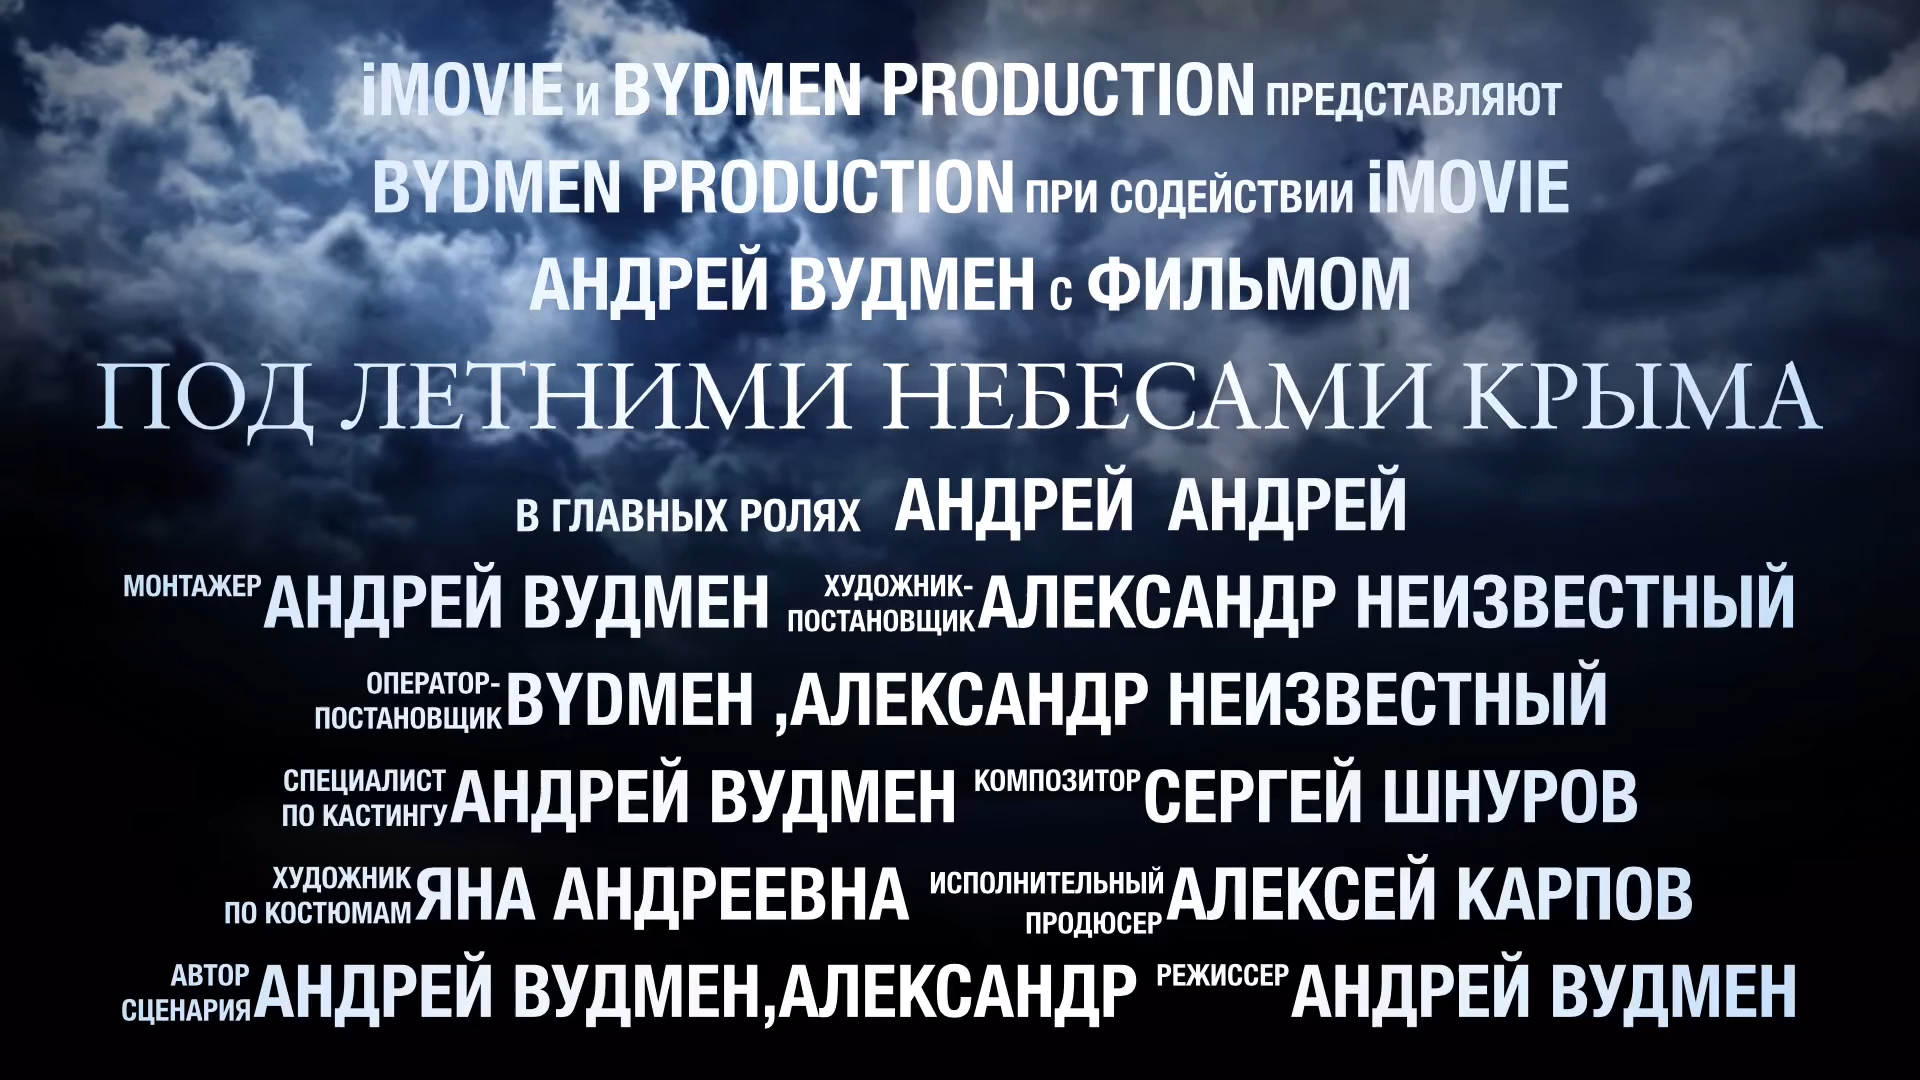 iMOVIE И BYDMEN PRODUCTION ПРЕДСТАВЛЯЮТ
BYDMEN PRODUCTION ПРИ СОДЕЙСТВИИ iMOVIE
АНДРЕЙ ВУДМЕН С ФИЛЬМОМ
ПОД ЛЕТНИМИ НЕБЕСАМИ КРЫМА
В ГЛАВНЫХ РОЛЯХ АНДРЕЙ АНДРЕЙ
МОНТАЖЕР АНДРЕЙ ВУДМЕН ХУДОЖНИК-ПОСТАНОВЩИК АЛЕКСАНДР НЕИЗВЕСТНЫЙ
ОПЕРАТОР-ПОСТАНОВЩИК BYDМЕН ,АЛЕКСАНДР НЕИЗВЕСТНЫЙ
СПЕЦИАЛИСТ ПО КАСТИНГУ АНДРЕЙ ВУДМЕН КОМПОЗИТОР СЕРГЕЙ ШНУРОВ
ХУДОЖНИК ПО КОСТЮМАМ ЯНА АНДРЕЕВНА ИСПОЛНИТЕЛЬНЫЙ ПРОДЮСЕР АЛЕКСЕЙ КАРПОВ
АВТОР СЦЕНАРИЯ АНДРЕЙ ВУДМЕН,АЛЕКСАНДР РЕЖИССЕР АНДРЕЙ ВУДМЕН